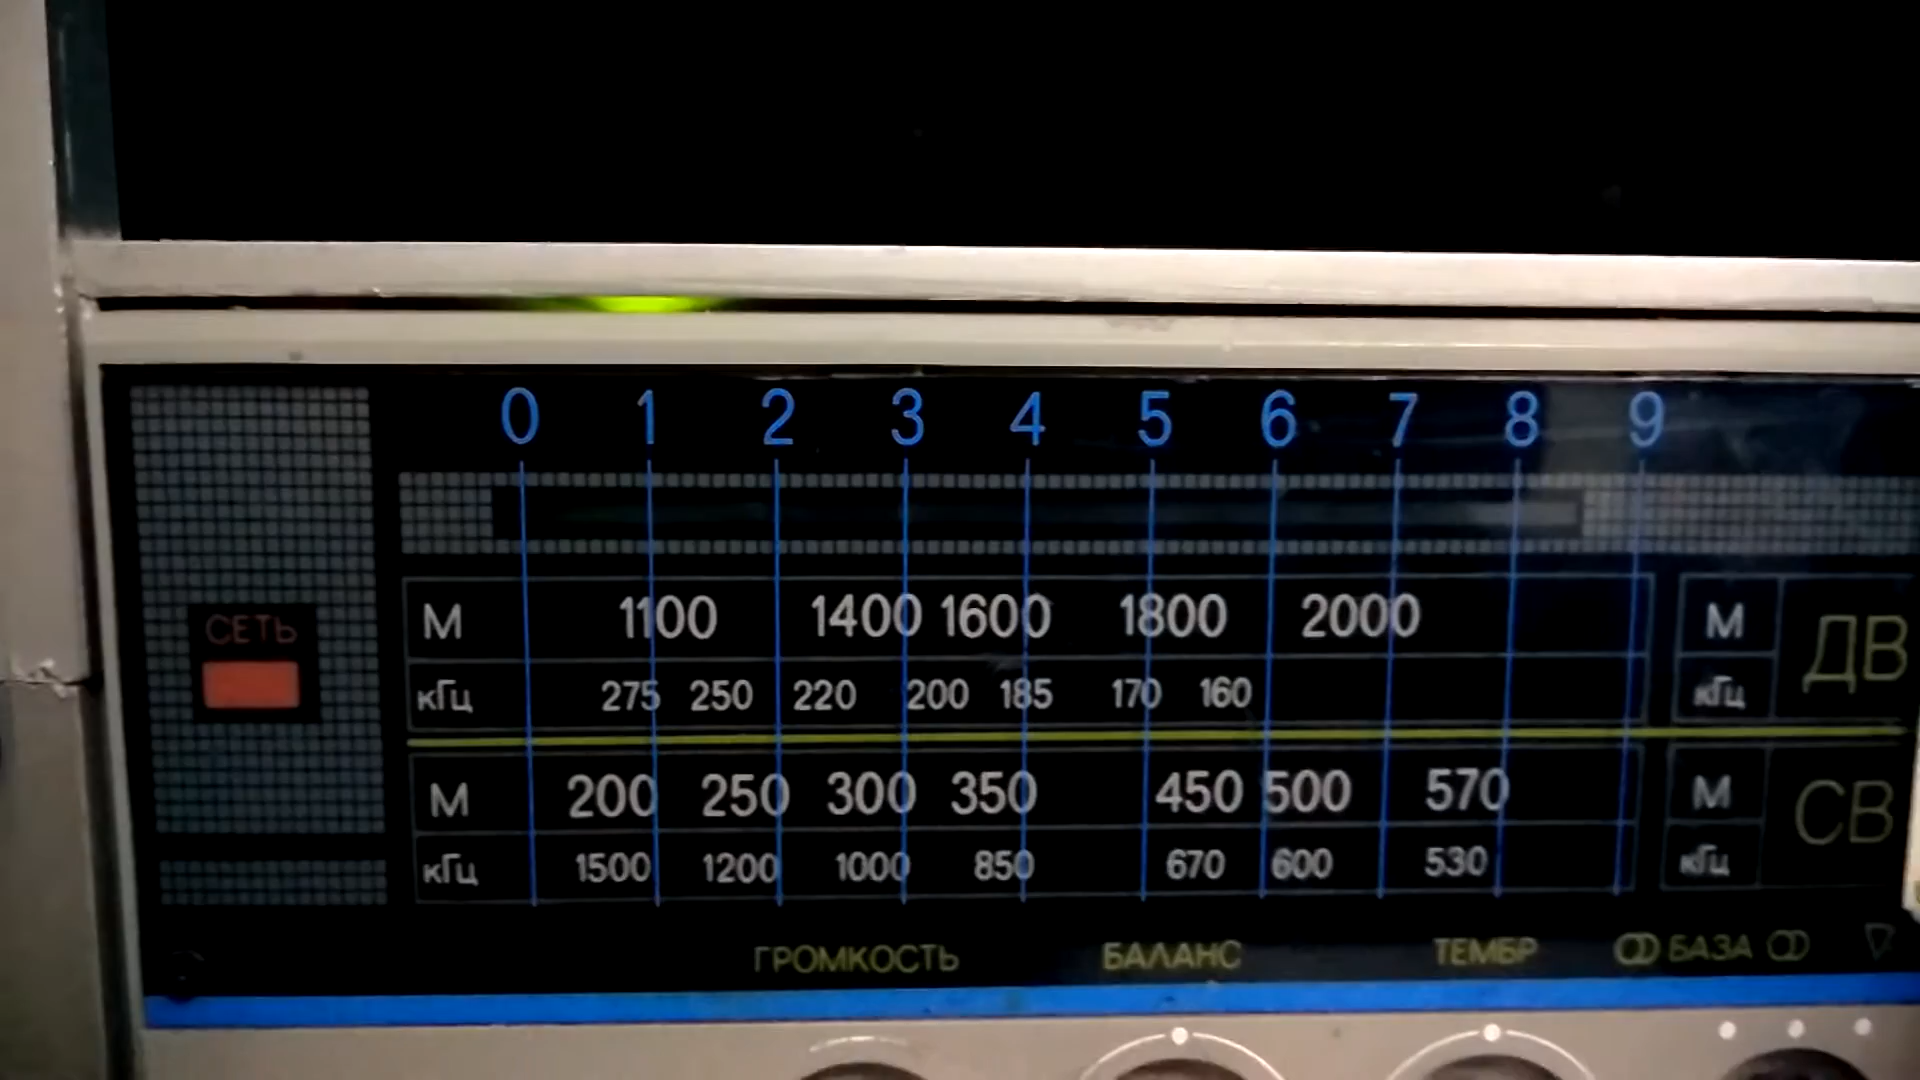 0 1 2 3 4 5 6 7 8 9
СЕТЬ
М 1100 1400 1600 1800 2000 М ДВ
кГц 275 250 220 200 185 170 160 кГц
М 200 250 300 350 450 500 570 М СВ
кГц 1500 1200 1000 850 670 600 530 кГц
ГРОМКОСТЬ БАЛАНС ТЕМБР БАЗА